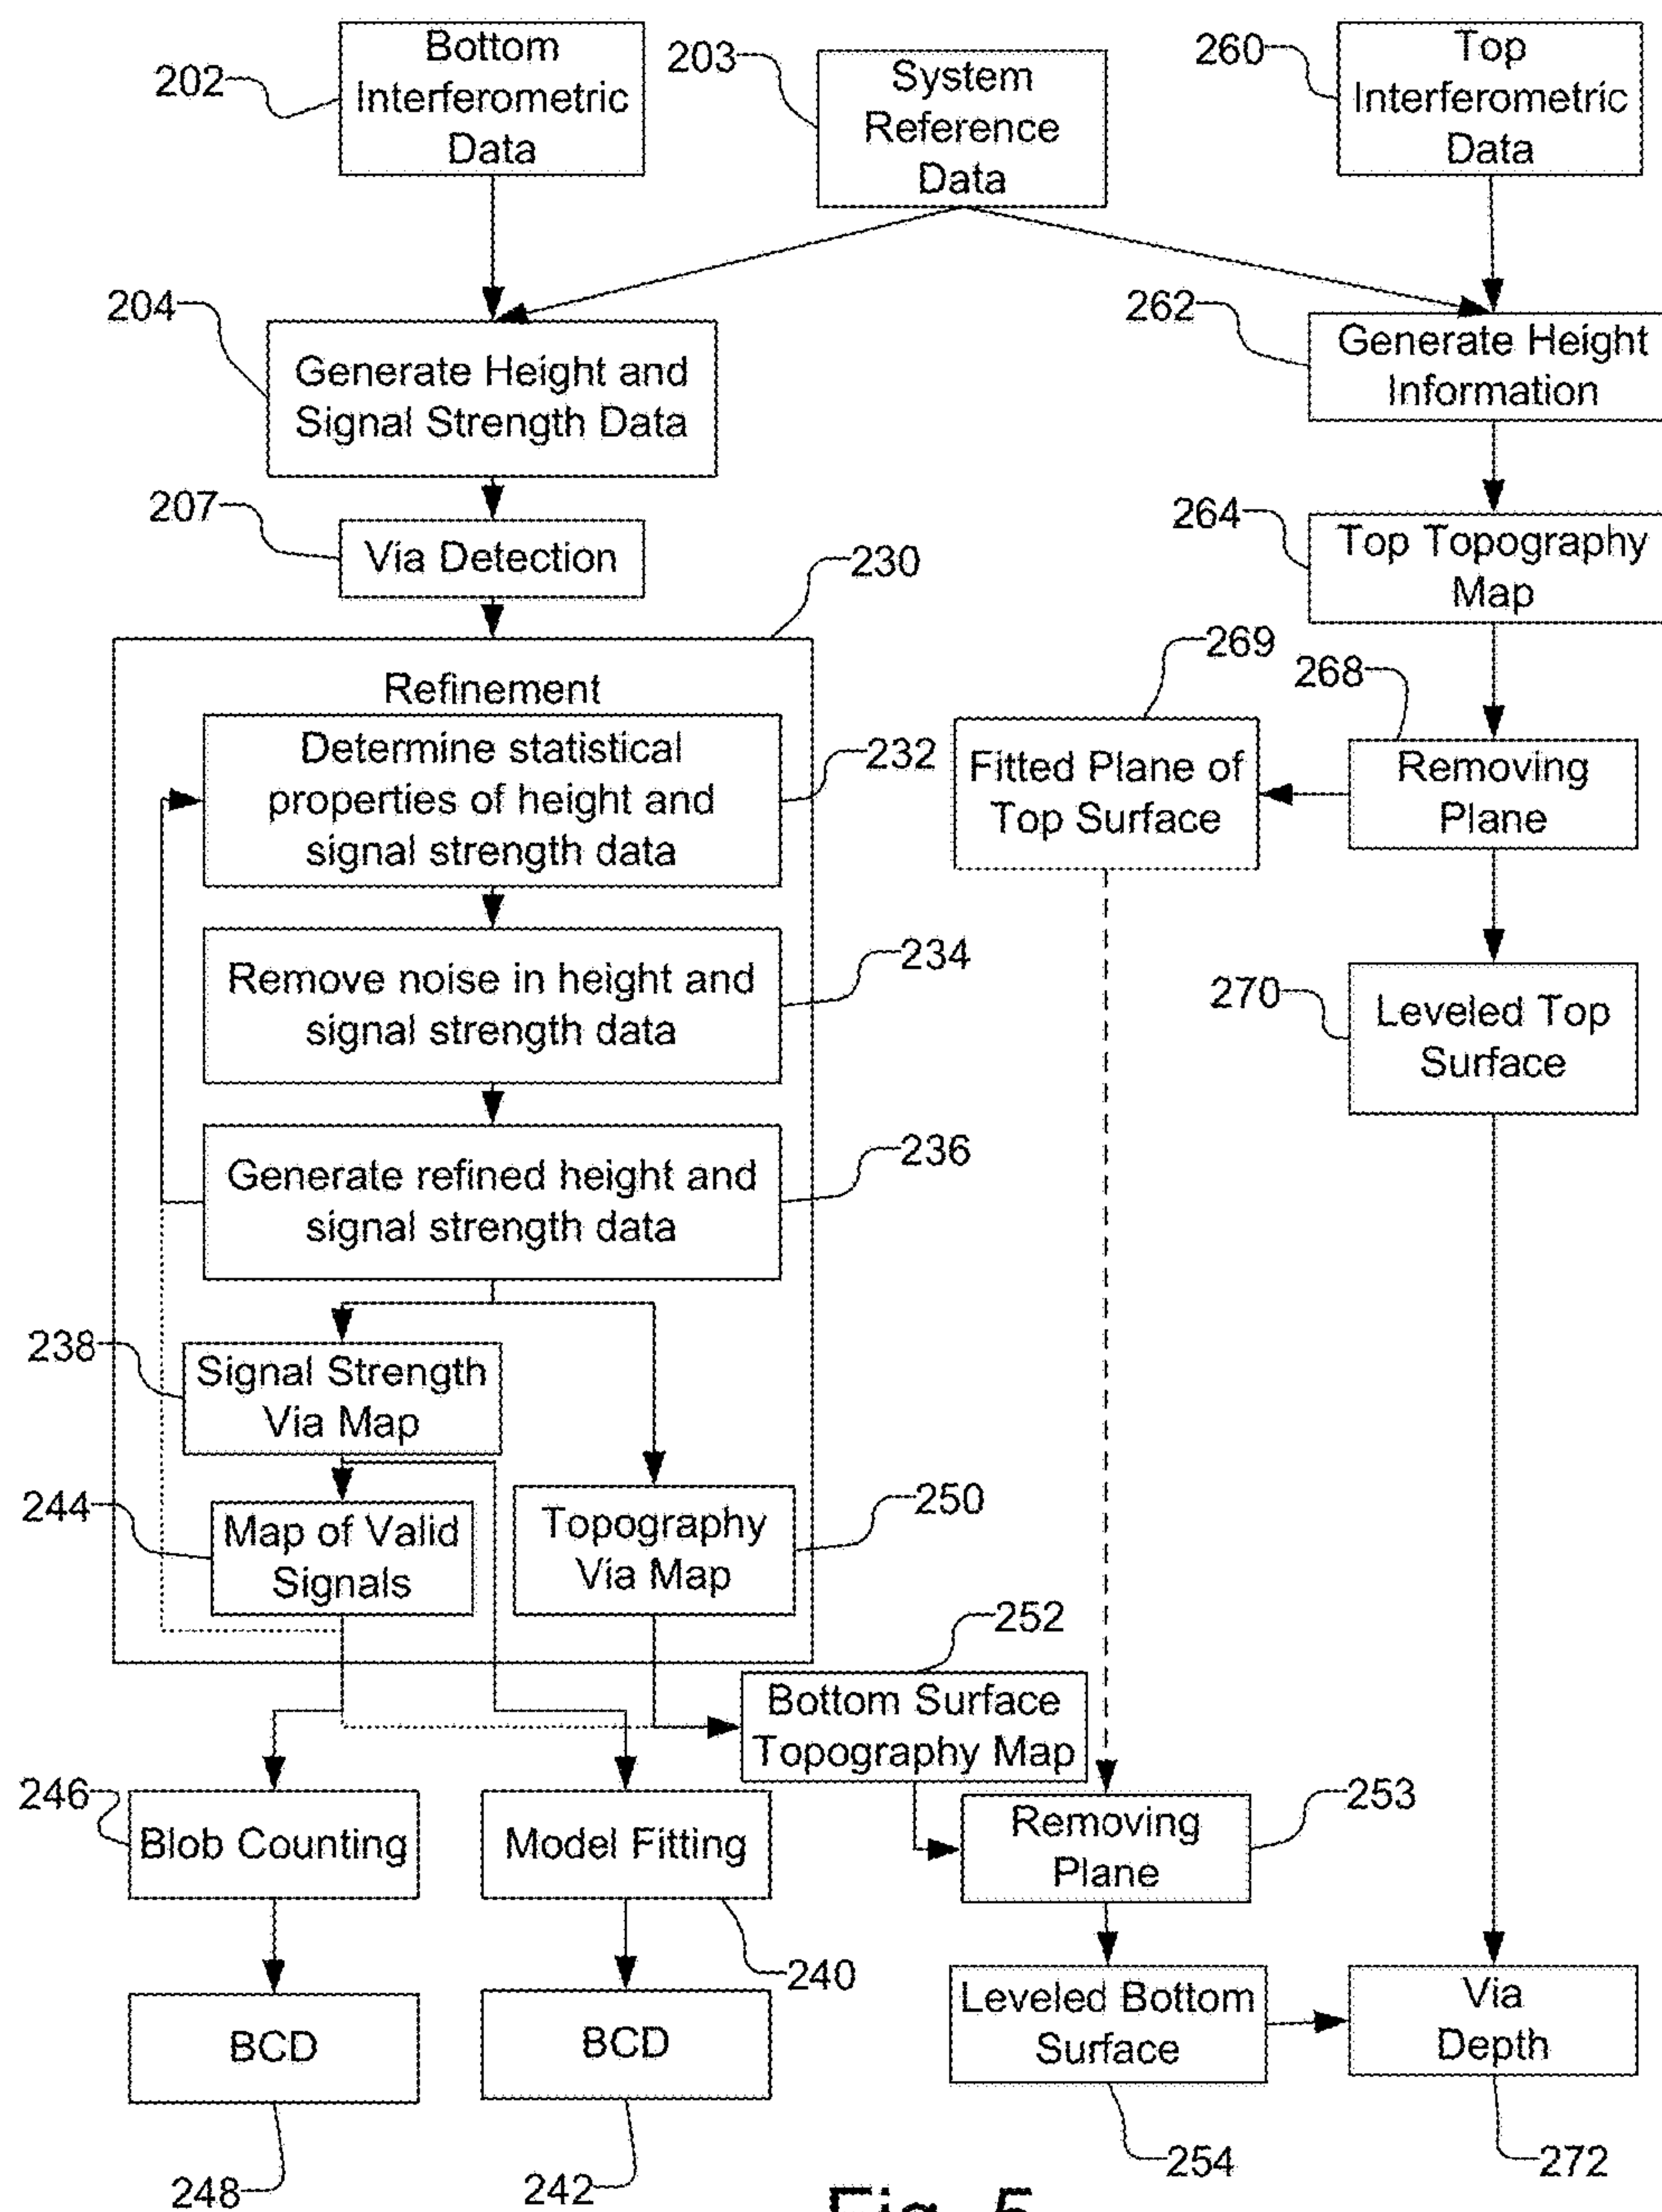 202
Bottom
Interferometric
Data
203
System
Reference
Data
260
Top
Interferometric
Data
204
Generate Height and
Signal Strength Data
262
Generate Height
Information
207
Via Detection
264
Top Topography
Map
230
Refinement
232
Determine statistical
properties of height and
signal strength data
269
Fitted Plane of
Top Surface
268
Removing
Plane
234
Remove noise in height and
signal strength data
270
Leveled Top
Surface
236
Generate refined height and
signal strength data
238
Signal Strength
Via Map
244
Map of Valid
Signals
250
Topography
Via Map
252
Bottom Surface
Topography Map
246
Blob Counting
Model Fitting
240
253
Removing
Plane
BCD
248
BCD
242
Leveled Bottom
Surface
254
Via
Depth
272
Fig. 5